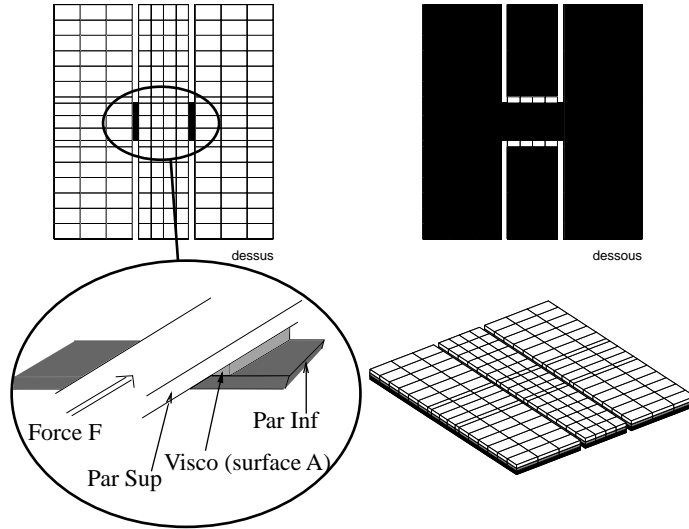 dessus
dessous
Force F
Par Sup
Visco (surface A)
Par Inf